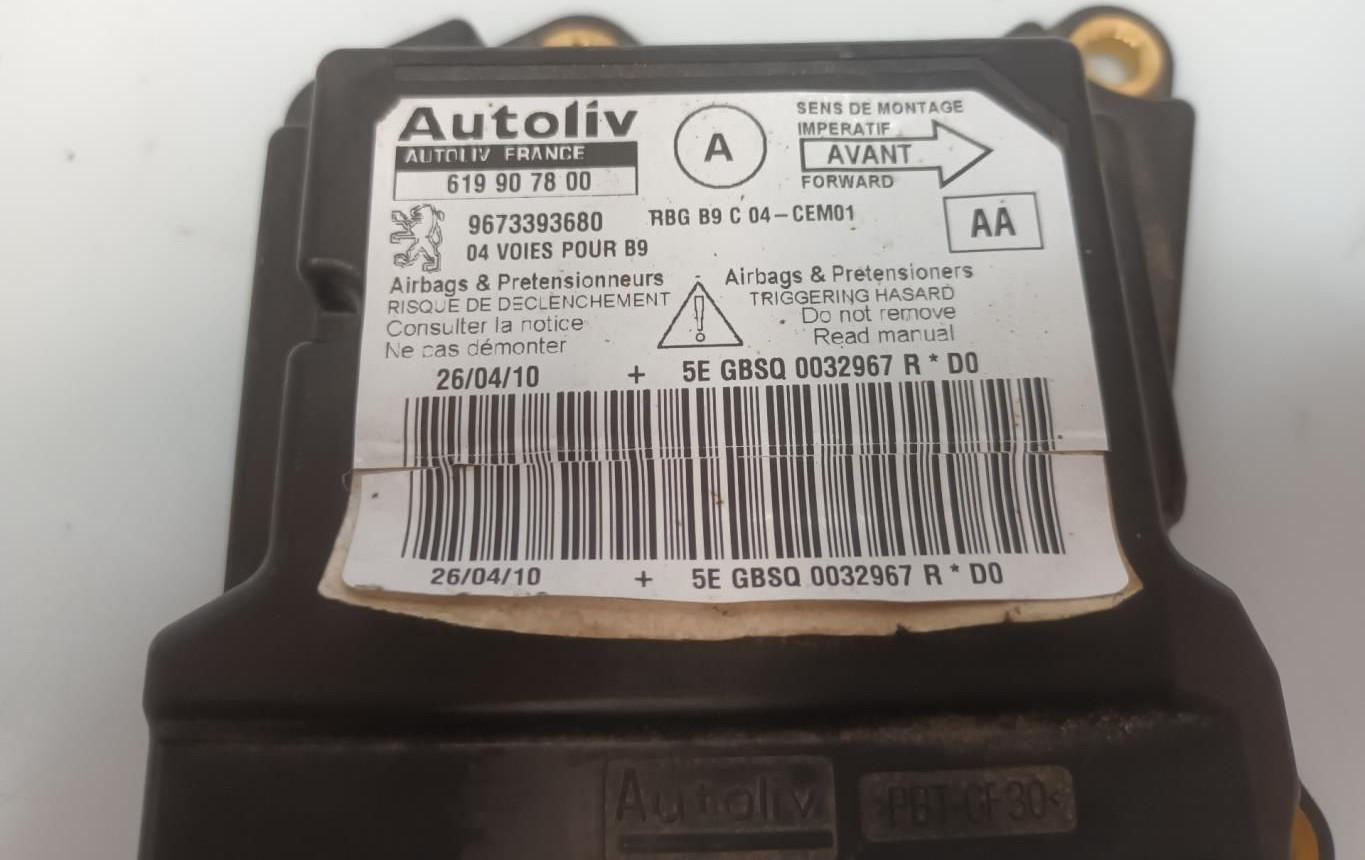 Autoliv
AUTOLIV FRANCE
619 90 78 00
A
SENS DE MONTAGE
IMPERATIF
AVANT
FORWARD
9673393680
RBG B9 C 04-CEM01
AA
04 VOIES POUR B9
Airbags & Pretensionneurs
RISQUE DE DECLENCHEMENT
Consulter la notice
Ne cas démonter
!
Airbags & Pretensioners
TRIGGERING HASARD
Do not remove
Read manual
26/04/10 + 5E GBSQ 0032967 R * D0
26/04/10 + 5E GBSQ 0032967 R * D0
Autoliv
>PBT-GF30<